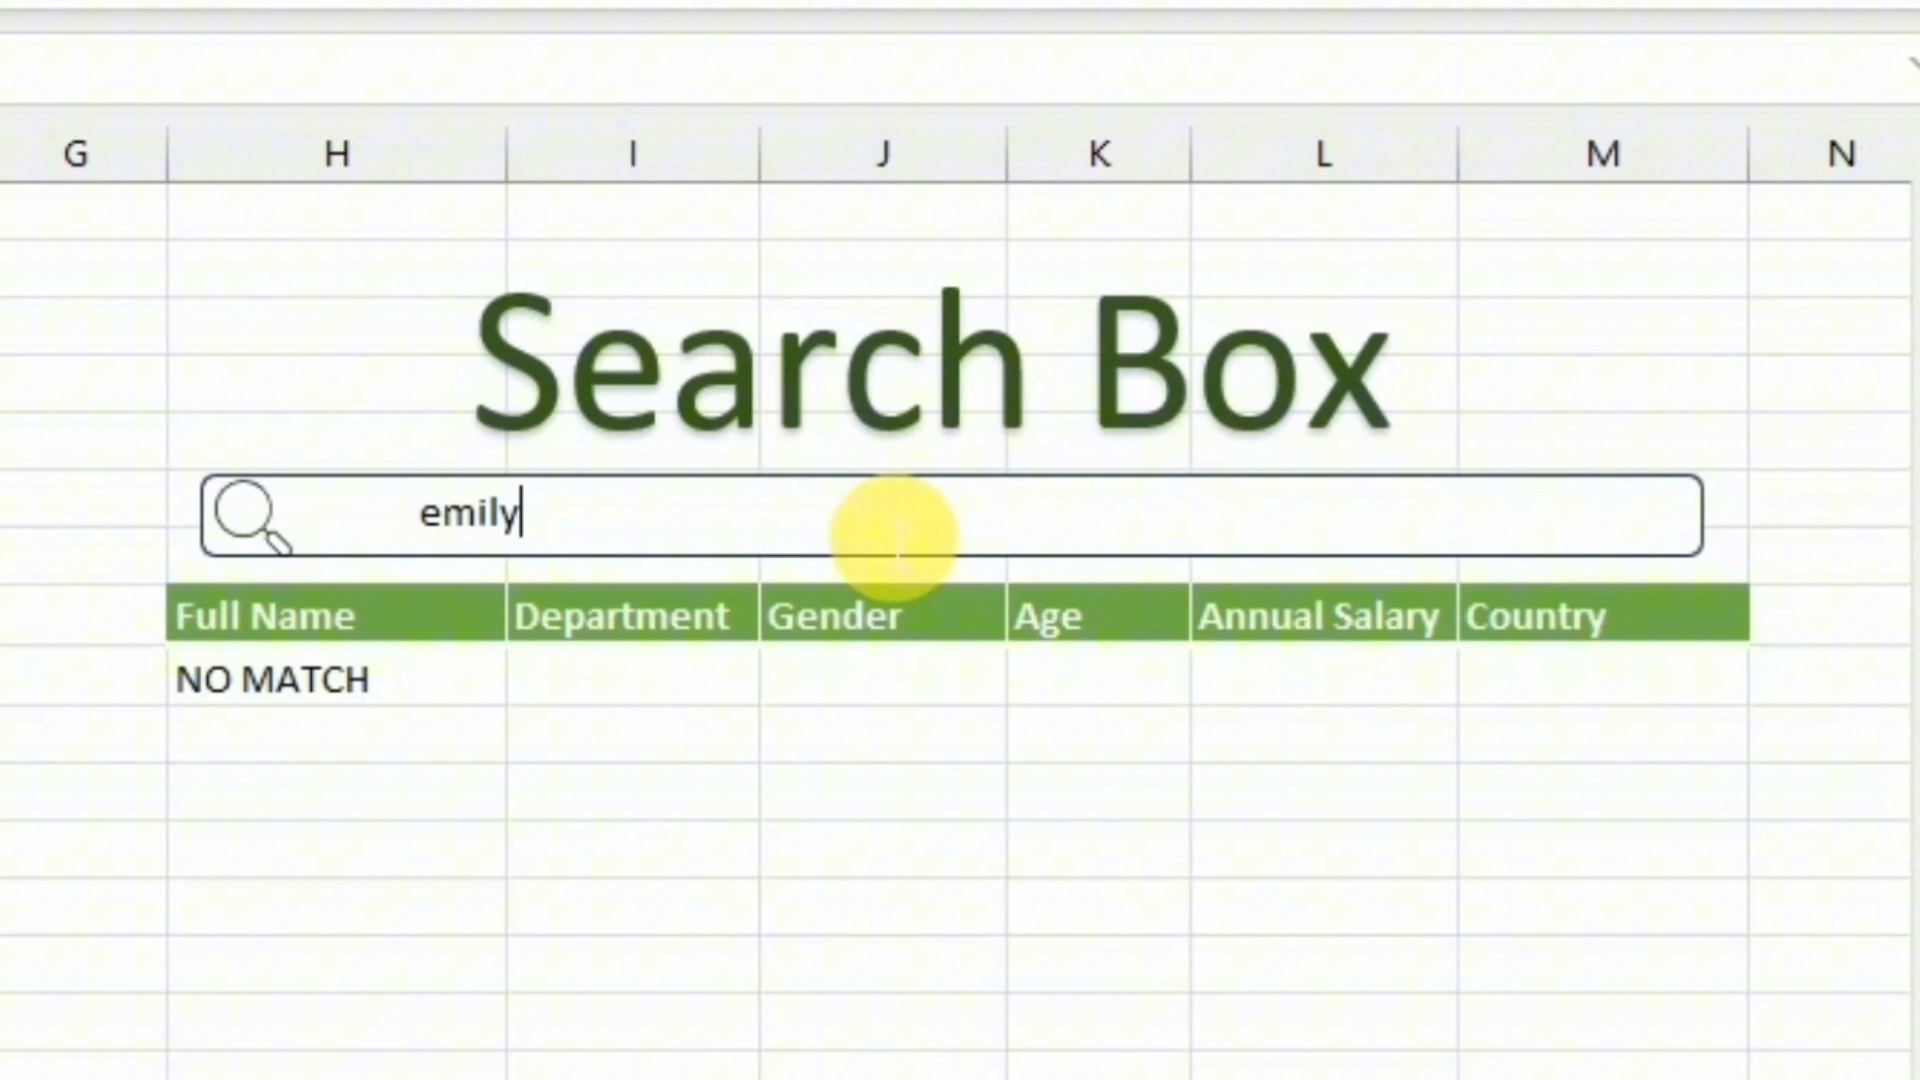 G H I J K L M N
Search Box
emily
Full Name Department Gender Age Annual Salary Country
NO MATCH